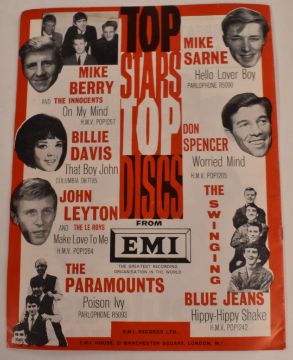 TOP
STARS
TOP
DISCS
FROM
EMI
THE GREATEST RECORDING
ORGANISATION IN THE WORLD
MIKE
BERRY
AND THE INNOCENTS
On My Mind
H.M.V. POP1257
BILLIE
DAVIS
That Boy John
COLUMBIA DB7195
JOHN
LEYTON
AND THE LE ROYS
Make Love To Me
H.M.V. POP1264
THE
PARAMOUNTS
Poison Ivy
PARLOPHONE R5093
MIKE
SARNE
Hello Lover Boy
PARLOPHONE R5090
DON
SPENCER
Worried Mind
H.M.V. POP1205
THE SWINGING
BLUE JEANS
Hippy-Hippy Shake
H.M.V. POP1242
E.M.I. RECORDS LTD.,
E.M.I. HOUSE, 20 MANCHESTER SQUARE, LONDON, W.1